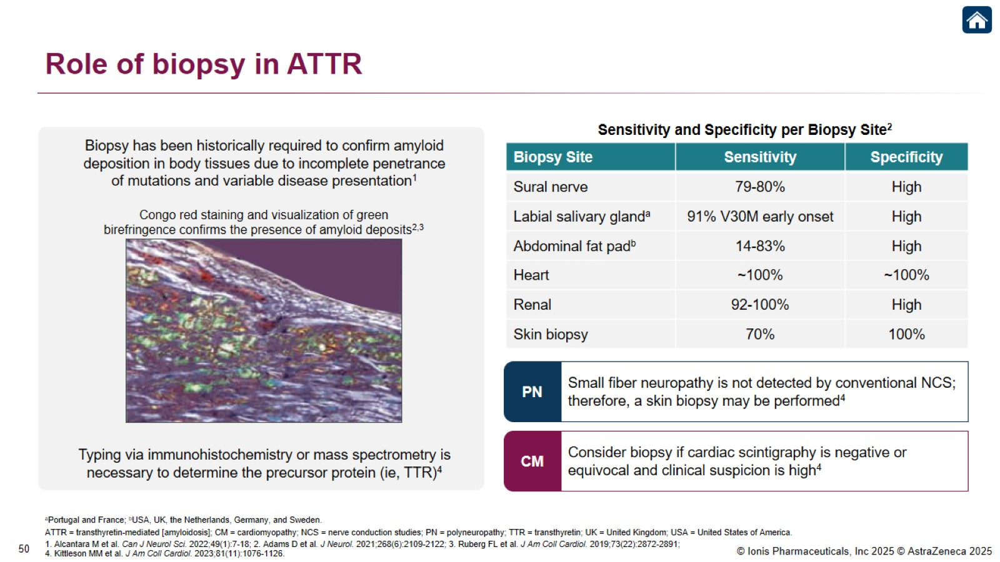 Role of biopsy in ATTR
Biopsy has been historically required to confirm amyloid
deposition in body tissues due to incomplete penetrance
of mutations and variable disease presentation¹
Congo red staining and visualization of green
birefringence confirms the presence of amyloid deposits²,³
Typing via immunohistochemistry or mass spectrometry is
necessary to determine the precursor protein (ie, TTR)⁴
Sensitivity and Specificity per Biopsy Site²
Biopsy Site Sensitivity Specificity
Sural nerve 79-80% High
Labial salivary glandᵃ 91% V30M early onset High
Abdominal fat padᵇ 14-83% High
Heart ~100% ~100%
Renal 92-100% High
Skin biopsy 70% 100%
PN
Small fiber neuropathy is not detected by conventional NCS;
therefore, a skin biopsy may be performed⁴
CM
Consider biopsy if cardiac scintigraphy is negative or
equivocal and clinical suspicion is high⁴
ᵃPortugal and France; ᵇUSA, UK, the Netherlands, Germany, and Sweden.
ATTR = transthyretin-mediated [amyloidosis]; CM = cardiomyopathy; NCS = nerve conduction studies; PN = polyneuropathy; TTR = transthyretin; UK = United Kingdom; USA = United States of America.
1. Alcantara M et al. Can J Neurol Sci. 2022;49(1):7-18; 2. Adams D et al. J Neurol. 2021;268(6):2109-2122; 3. Ruberg FL et al. J Am Coll Cardiol. 2019;73(22):2872-2891;
4. Kittleson MM et al. J Am Coll Cardiol. 2023;81(11):1076-1126.
50
© Ionis Pharmaceuticals, Inc 2025 © AstraZeneca 2025